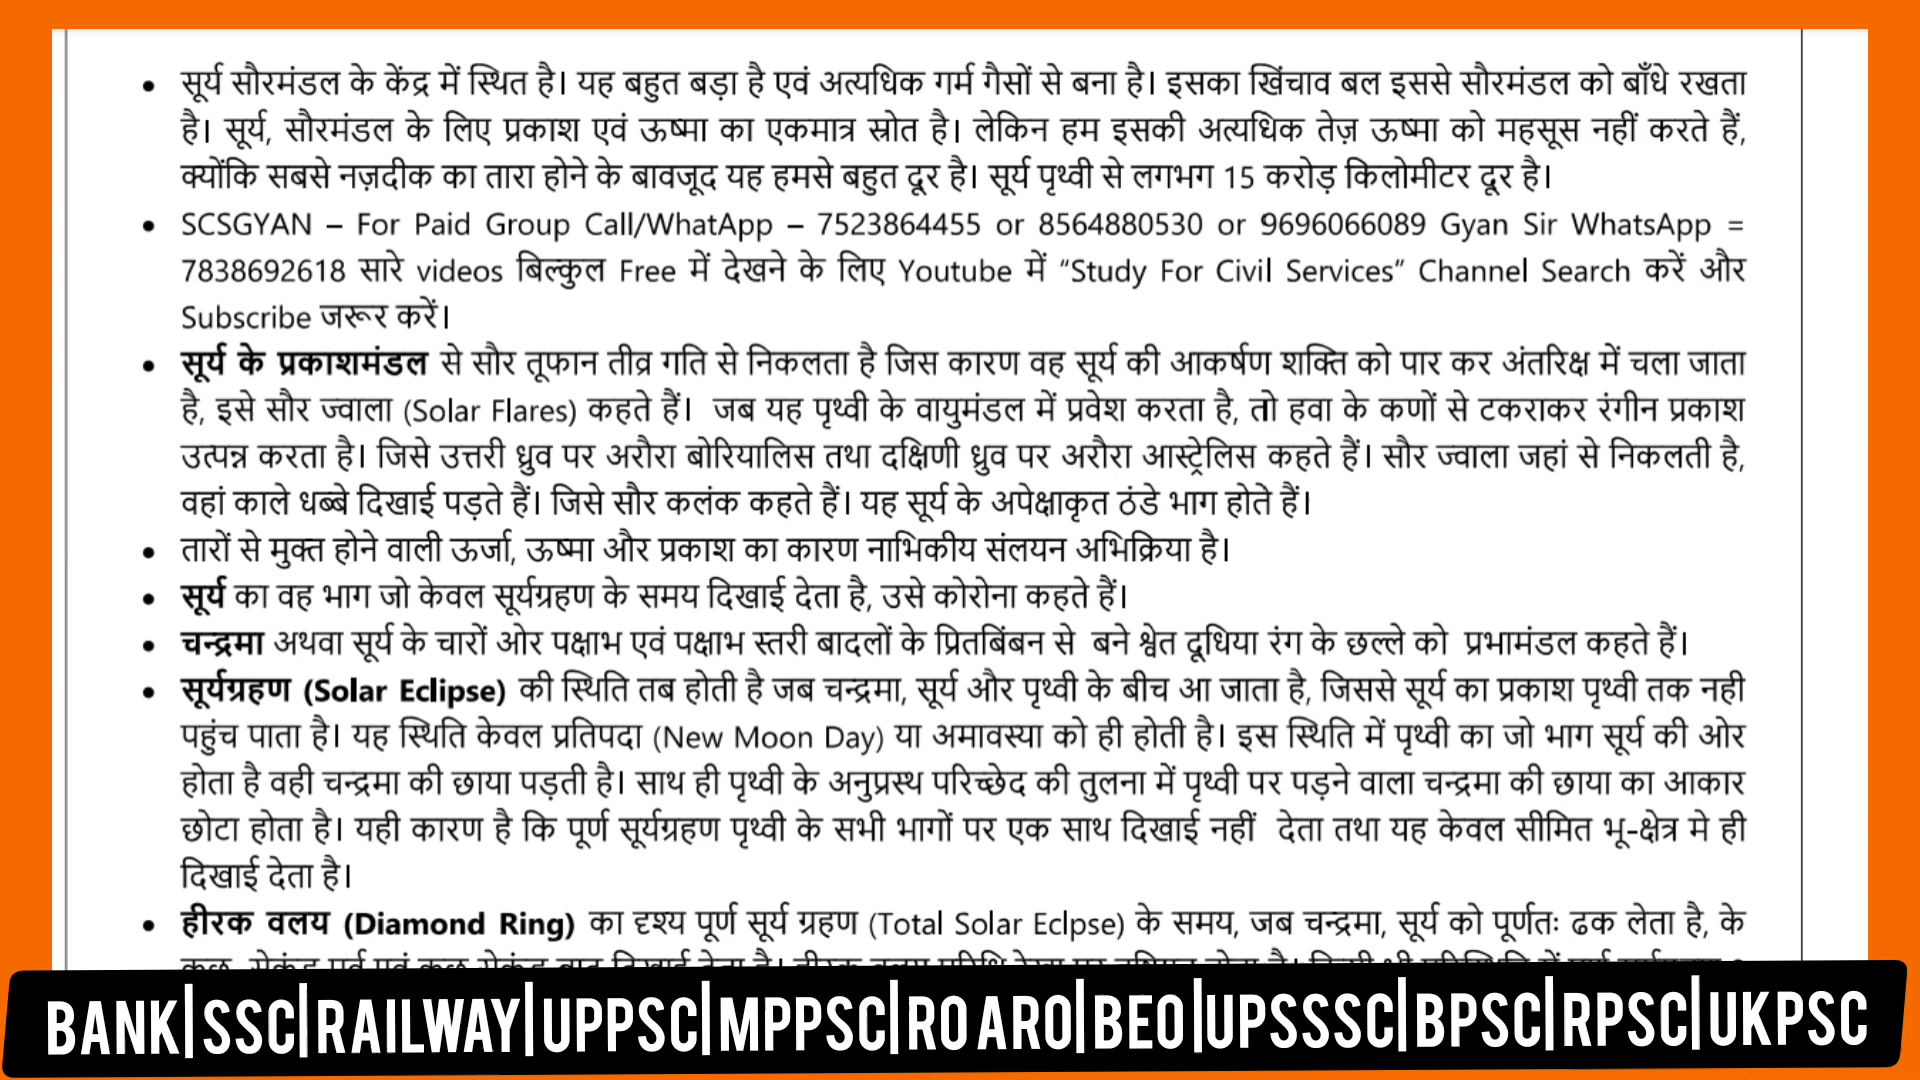 • सूर्य सौरमंडल के केंद्र में स्थित है। यह बहुत बड़ा है एवं अत्यधिक गर्म गैसों से बना है। इसका खिंचाव बल इससे सौरमंडल को बाँधे रखता
है। सूर्य, सौरमंडल के लिए प्रकाश एवं ऊष्मा का एकमात्र स्रोत है। लेकिन हम इसकी अत्यधिक तेज़ ऊष्मा को महसूस नहीं करते हैं,
क्योंकि सबसे नज़दीक का तारा होने के बावजूद यह हमसे बहुत दूर है। सूर्य पृथ्वी से लगभग 15 करोड़ किलोमीटर दूर है।
• SCSGYAN – For Paid Group Call/WhatApp – 7523864455 or 8564880530 or 9696066089 Gyan Sir WhatsApp =
7838692618 सारे videos बिल्कुल Free में देखने के लिए Youtube में “Study For Civil Services” Channel Search करें और
Subscribe जरूर करें।
• सूर्य के प्रकाशमंडल से सौर तूफान तीव्र गति से निकलता है जिस कारण वह सूर्य की आकर्षण शक्ति को पार कर अंतरिक्ष में चला जाता
है, इसे सौर ज्वाला (Solar Flares) कहते हैं। जब यह पृथ्वी के वायुमंडल में प्रवेश करता है, तो हवा के कणों से टकराकर रंगीन प्रकाश
उत्पन्न करता है। जिसे उत्तरी ध्रुव पर अरौरा बोरियालिस तथा दक्षिणी ध्रुव पर अरौरा आस्ट्रेलिस कहते हैं। सौर ज्वाला जहां से निकलती है,
वहां काले धब्बे दिखाई पड़ते हैं। जिसे सौर कलंक कहते हैं। यह सूर्य के अपेक्षाकृत ठंडे भाग होते हैं।
• तारों से मुक्त होने वाली ऊर्जा, ऊष्मा और प्रकाश का कारण नाभिकीय संलयन अभिक्रिया है।
• सूर्य का वह भाग जो केवल सूर्यग्रहण के समय दिखाई देता है, उसे कोरोना कहते हैं।
• चन्द्रमा अथवा सूर्य के चारों ओर पक्षाभ एवं पक्षाभ स्तरी बादलों के प्रितबिंबन से बने श्वेत दूधिया रंग के छल्ले को प्रभामंडल कहते हैं।
• सूर्यग्रहण (Solar Eclipse) की स्थिति तब होती है जब चन्द्रमा, सूर्य और पृथ्वी के बीच आ जाता है, जिससे सूर्य का प्रकाश पृथ्वी तक नही
पहुंच पाता है। यह स्थिति केवल प्रतिपदा (New Moon Day) या अमावस्या को ही होती है। इस स्थिति में पृथ्वी का जो भाग सूर्य की ओर
होता है वही चन्द्रमा की छाया पड़ती है। साथ ही पृथ्वी के अनुप्रस्थ परिच्छेद की तुलना में पृथ्वी पर पड़ने वाला चन्द्रमा की छाया का आकार
छोटा होता है। यही कारण है कि पूर्ण सूर्यग्रहण पृथ्वी के सभी भागों पर एक साथ दिखाई नहीं देता तथा यह केवल सीमित भू-क्षेत्र मे ही
दिखाई देता है।
• हीरक वलय (Diamond Ring) का दृश्य पूर्ण सूर्य ग्रहण (Total Solar Eclpse) के समय, जब चन्द्रमा, सूर्य को पूर्णतः ढक लेता है, के
BANK|SSC|RAILWAY|UPPSC|MPPSC|RO ARO|BEO|UPSSSC|BPSC|RPSC|UKPSC